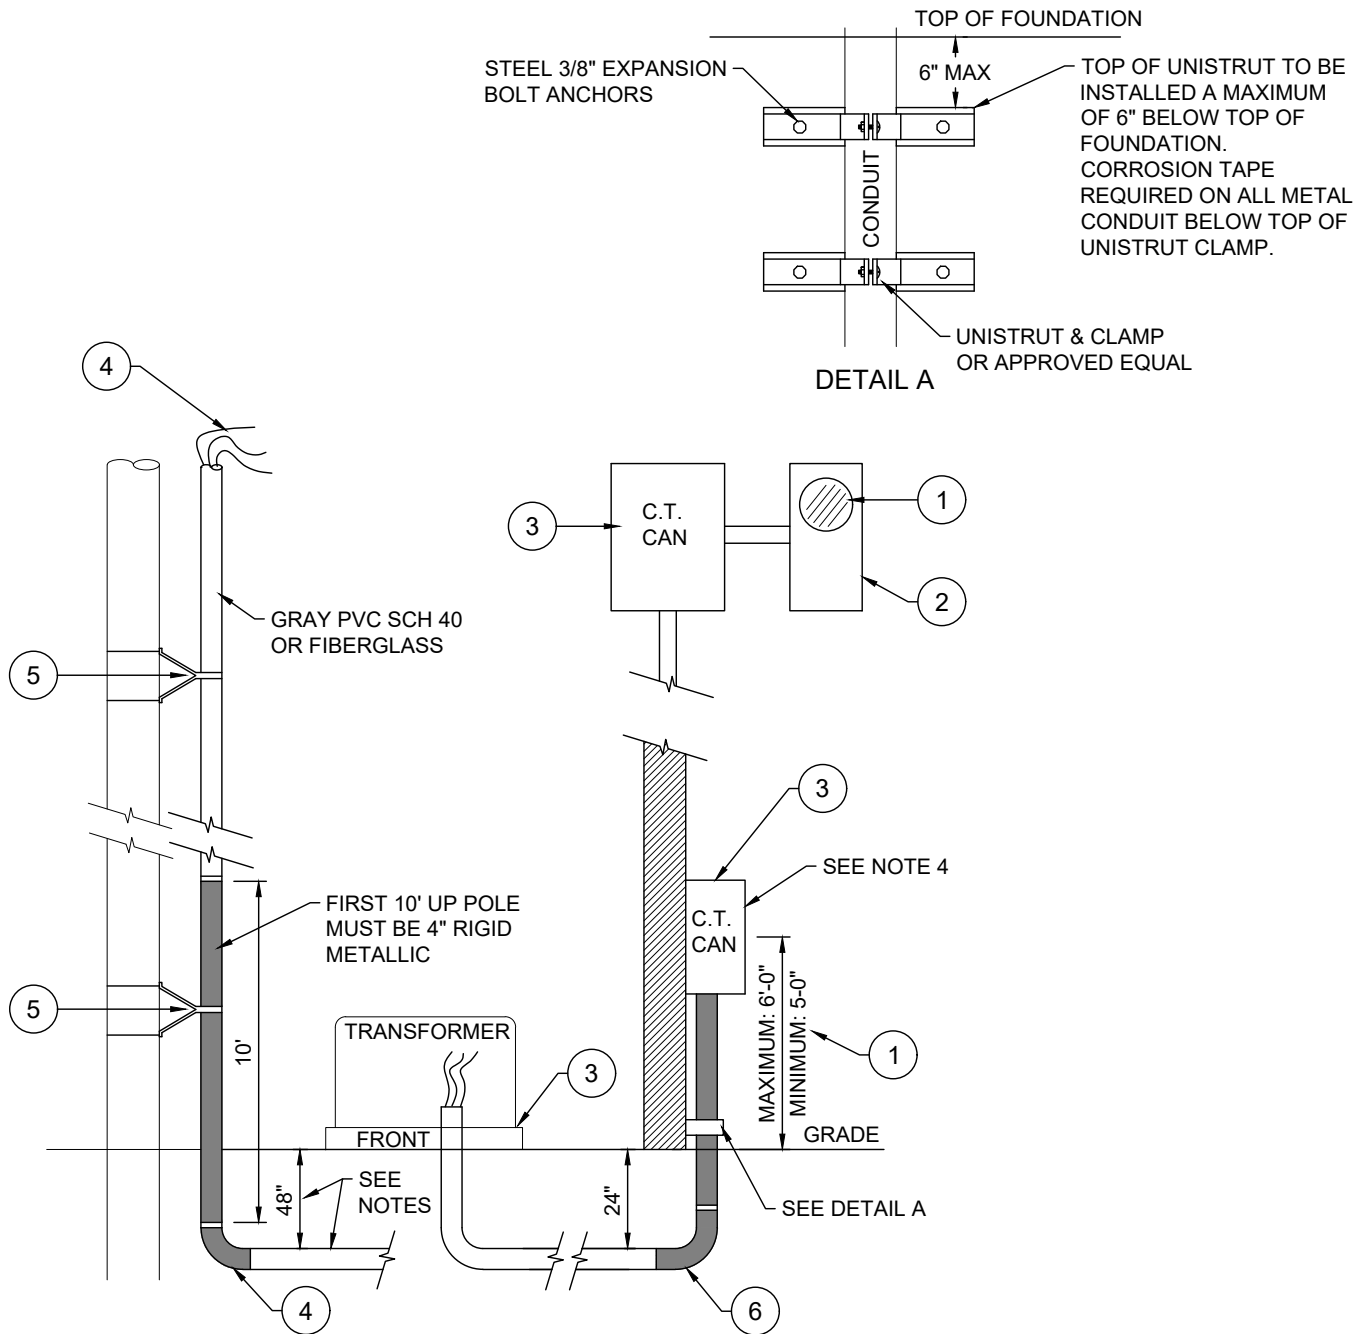 TOP OF FOUNDATION
STEEL 3/8" EXPANSION
BOLT ANCHORS
6" MAX
TOP OF UNISTRUT TO BE
INSTALLED A MAXIMUM
OF 6" BELOW TOP OF
FOUNDATION.
CORROSION TAPE
REQUIRED ON ALL METAL
CONDUIT BELOW TOP OF
UNISTRUT CLAMP.
CONDUIT
UNISTRUT & CLAMP
OR APPROVED EQUAL
DETAIL A
4
3
C.T.
CAN
1
2
GRAY PVC SCH 40
OR FIBERGLASS
5
3
SEE NOTE 4
C.T.
CAN
FIRST 10' UP POLE
MUST BE 4" RIGID
METALLIC
5
10'
TRANSFORMER
3
MAXIMUM: 6'-0"
MINIMUM: 5-0"
1
FRONT
GRADE
48"
SEE
NOTES
24"
SEE DETAIL A
4
6